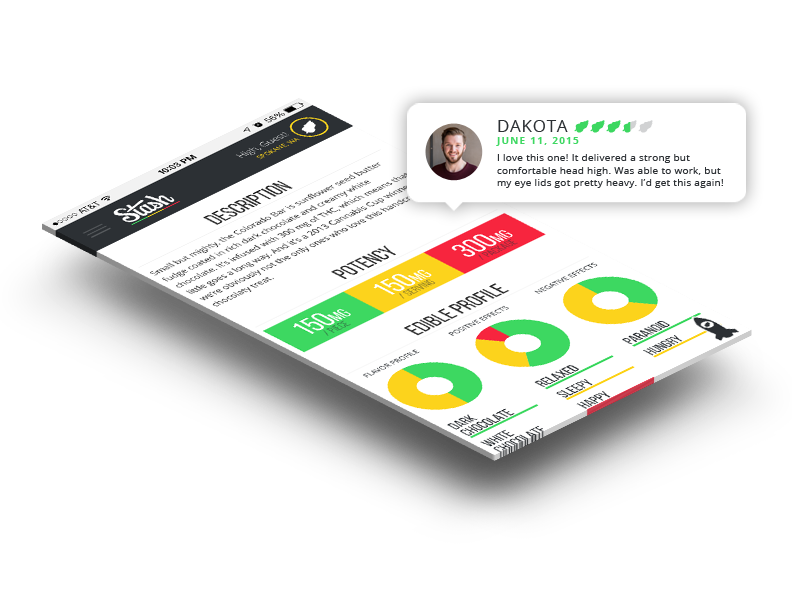 ●○○○○ AT&T
10:03 PM
56%
Stash
High, Guest
SPOKANE, WA
DESCRIPTION
Small but mighty, the Colorado Bar is sunflower seed butter
fudge coated in rich dark chocolate and creamy white
chocolate. It's infused with 300 mg of THC, which means that
little goes a long way. And it's a 2013 Cannabis Cup winner
we're obviously not the only ones who love this
chocolaty treat.
POTENCY
150MG
/ PIECE
150MG
/ SERVING
300MG
/ PACKAGE
EDIBLE PROFILE
FLAVOR PROFILE
POSITIVE EFFECTS
NEGATIVE EFFECTS
DARK
CHOCOLATE
WHITE
CHOCOLATE
RELAXED
SLEEPY
HAPPY
PARANOID
HUNGRY
DAKOTA
JUNE 11, 2015
I love this one! It delivered a strong but
comfortable head high. Was able to work, but
my eye lids got pretty heavy. I'd get this again!